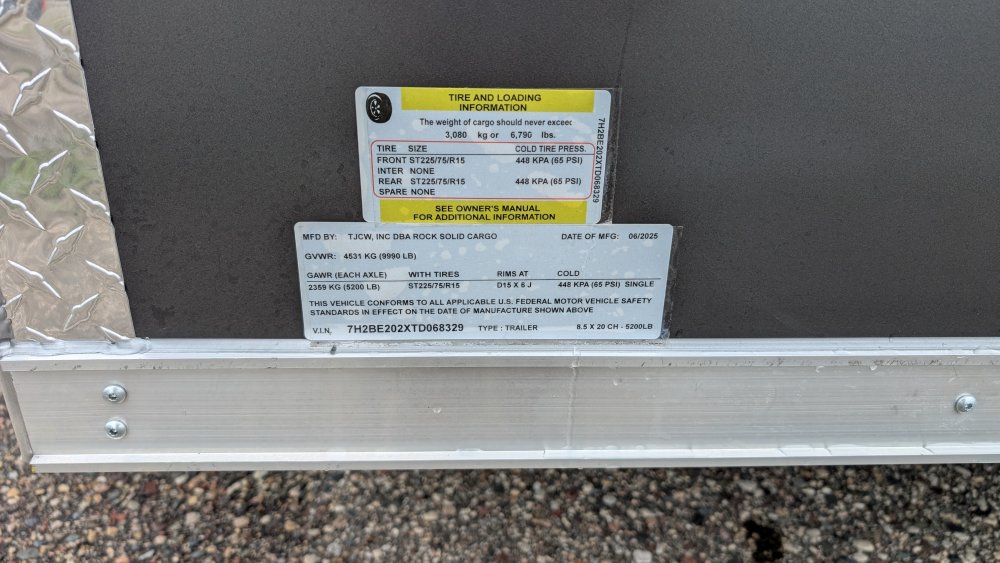 TIRE AND LOADING
INFORMATION
The weight of cargo should never exceed
3,080 kg or 6,790 lbs.
TIRE SIZE COLD TIRE PRESS.
FRONT ST225/75/R15 448 KPA (65 PSI)
INTER NONE
REAR ST225/75/R15 448 KPA (65 PSI)
SPARE NONE
SEE OWNER'S MANUAL
FOR ADDITIONAL INFORMATION
7H2BE202XTD068329
MFD BY: TJCW, INC DBA ROCK SOLID CARGO DATE OF MFG: 06/2025
GVWR: 4531 KG (9990 LB)
GAWR (EACH AXLE) WITH TIRES RIMS AT COLD
2359 KG (5200 LB) ST225/75/R15 D15 X 6 J 448 KPA (65 PSI) SINGLE
THIS VEHICLE CONFORMS TO ALL APPLICABLE U.S. FEDERAL MOTOR VEHICLE SAFETY
STANDARDS IN EFFECT ON THE DATE OF MANUFACTURE SHOWN ABOVE
V.I.N. 7H2BE202XTD068329 TYPE : TRAILER 8.5 X 20 CH - 5200LB